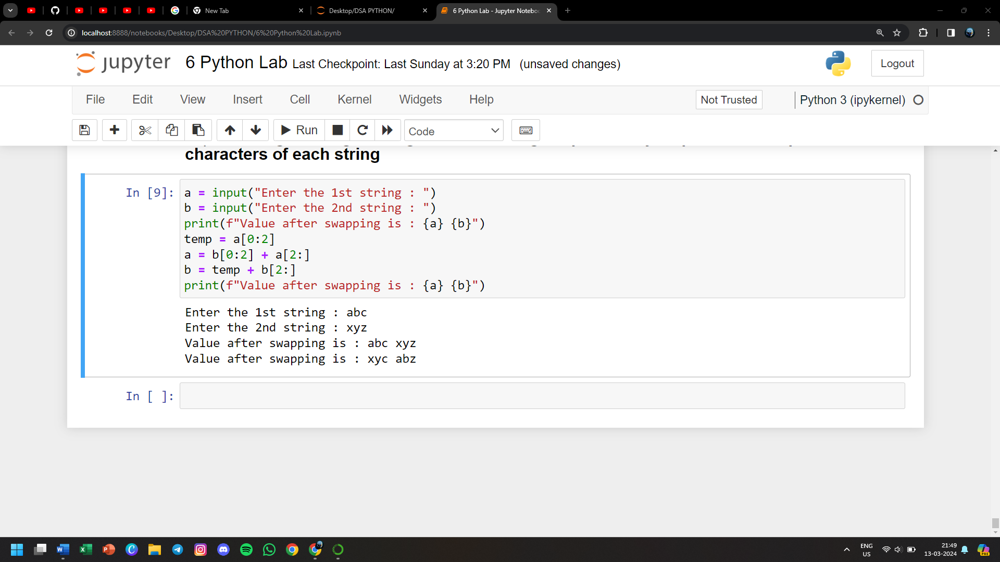 New Tab
Desktop/DSA PYTHON/
6 Python Lab - Jupyter Notebo
localhost:8888/notebooks/Desktop/DSA%20PYTHON/6%20Python%20Lab.ipynb
jupyter 6 Python Lab Last Checkpoint: Last Sunday at 3:20 PM (unsaved changes)
Logout
File Edit View Insert Cell Kernel Widgets Help
Not Trusted
Python 3 (ipykernel)
Run
Code
characters of each string
In [9]:
a = input("Enter the 1st string : ")
b = input("Enter the 2nd string : ")
print(f"Value after swapping is : {a} {b}")
temp = a[0:2]
a = b[0:2] + a[2:]
b = temp + b[2:]
print(f"Value after swapping is : {a} {b}")
Enter the 1st string : abc
Enter the 2nd string : xyz
Value after swapping is : abc xyz
Value after swapping is : xyc abz
In [ ]:
ENG
US
21:49
13-03-2024
PRE